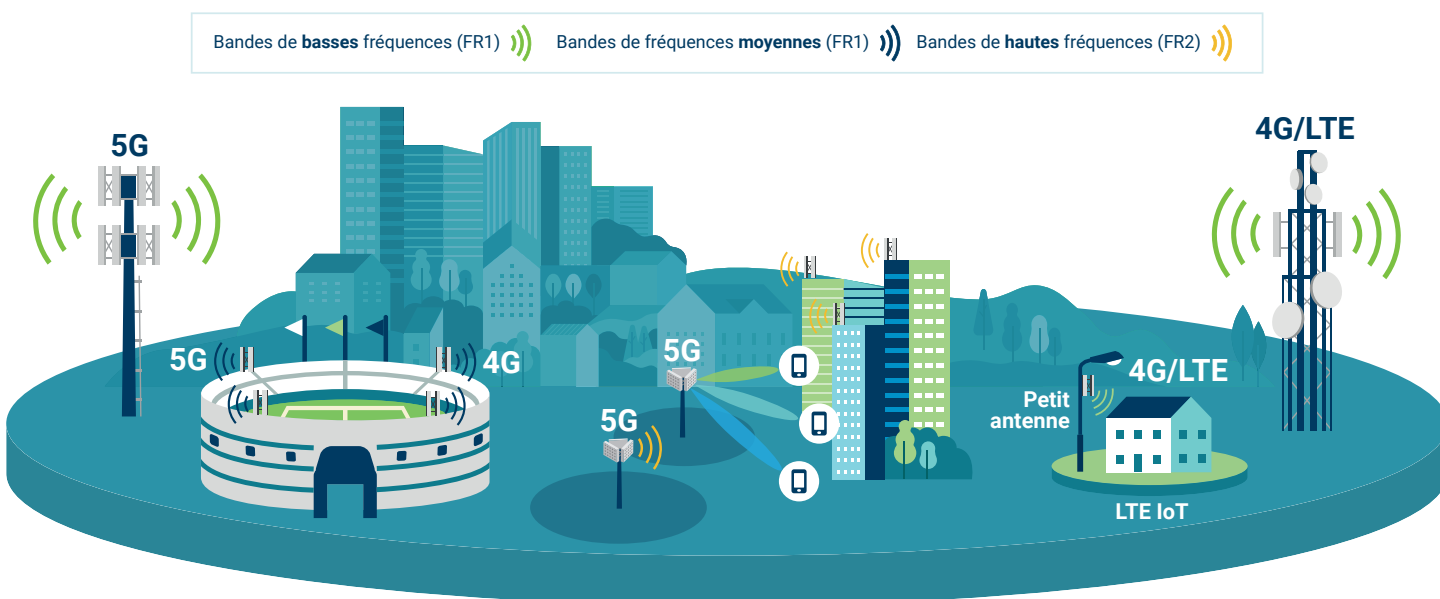 Bandes de basses fréquences (FR1)
Bandes de fréquences moyennes (FR1)
Bandes de hautes fréquences (FR2)
5G
4G/LTE
5G
4G
5G
5G
4G/LTE
Petit
antenne
LTE IoT